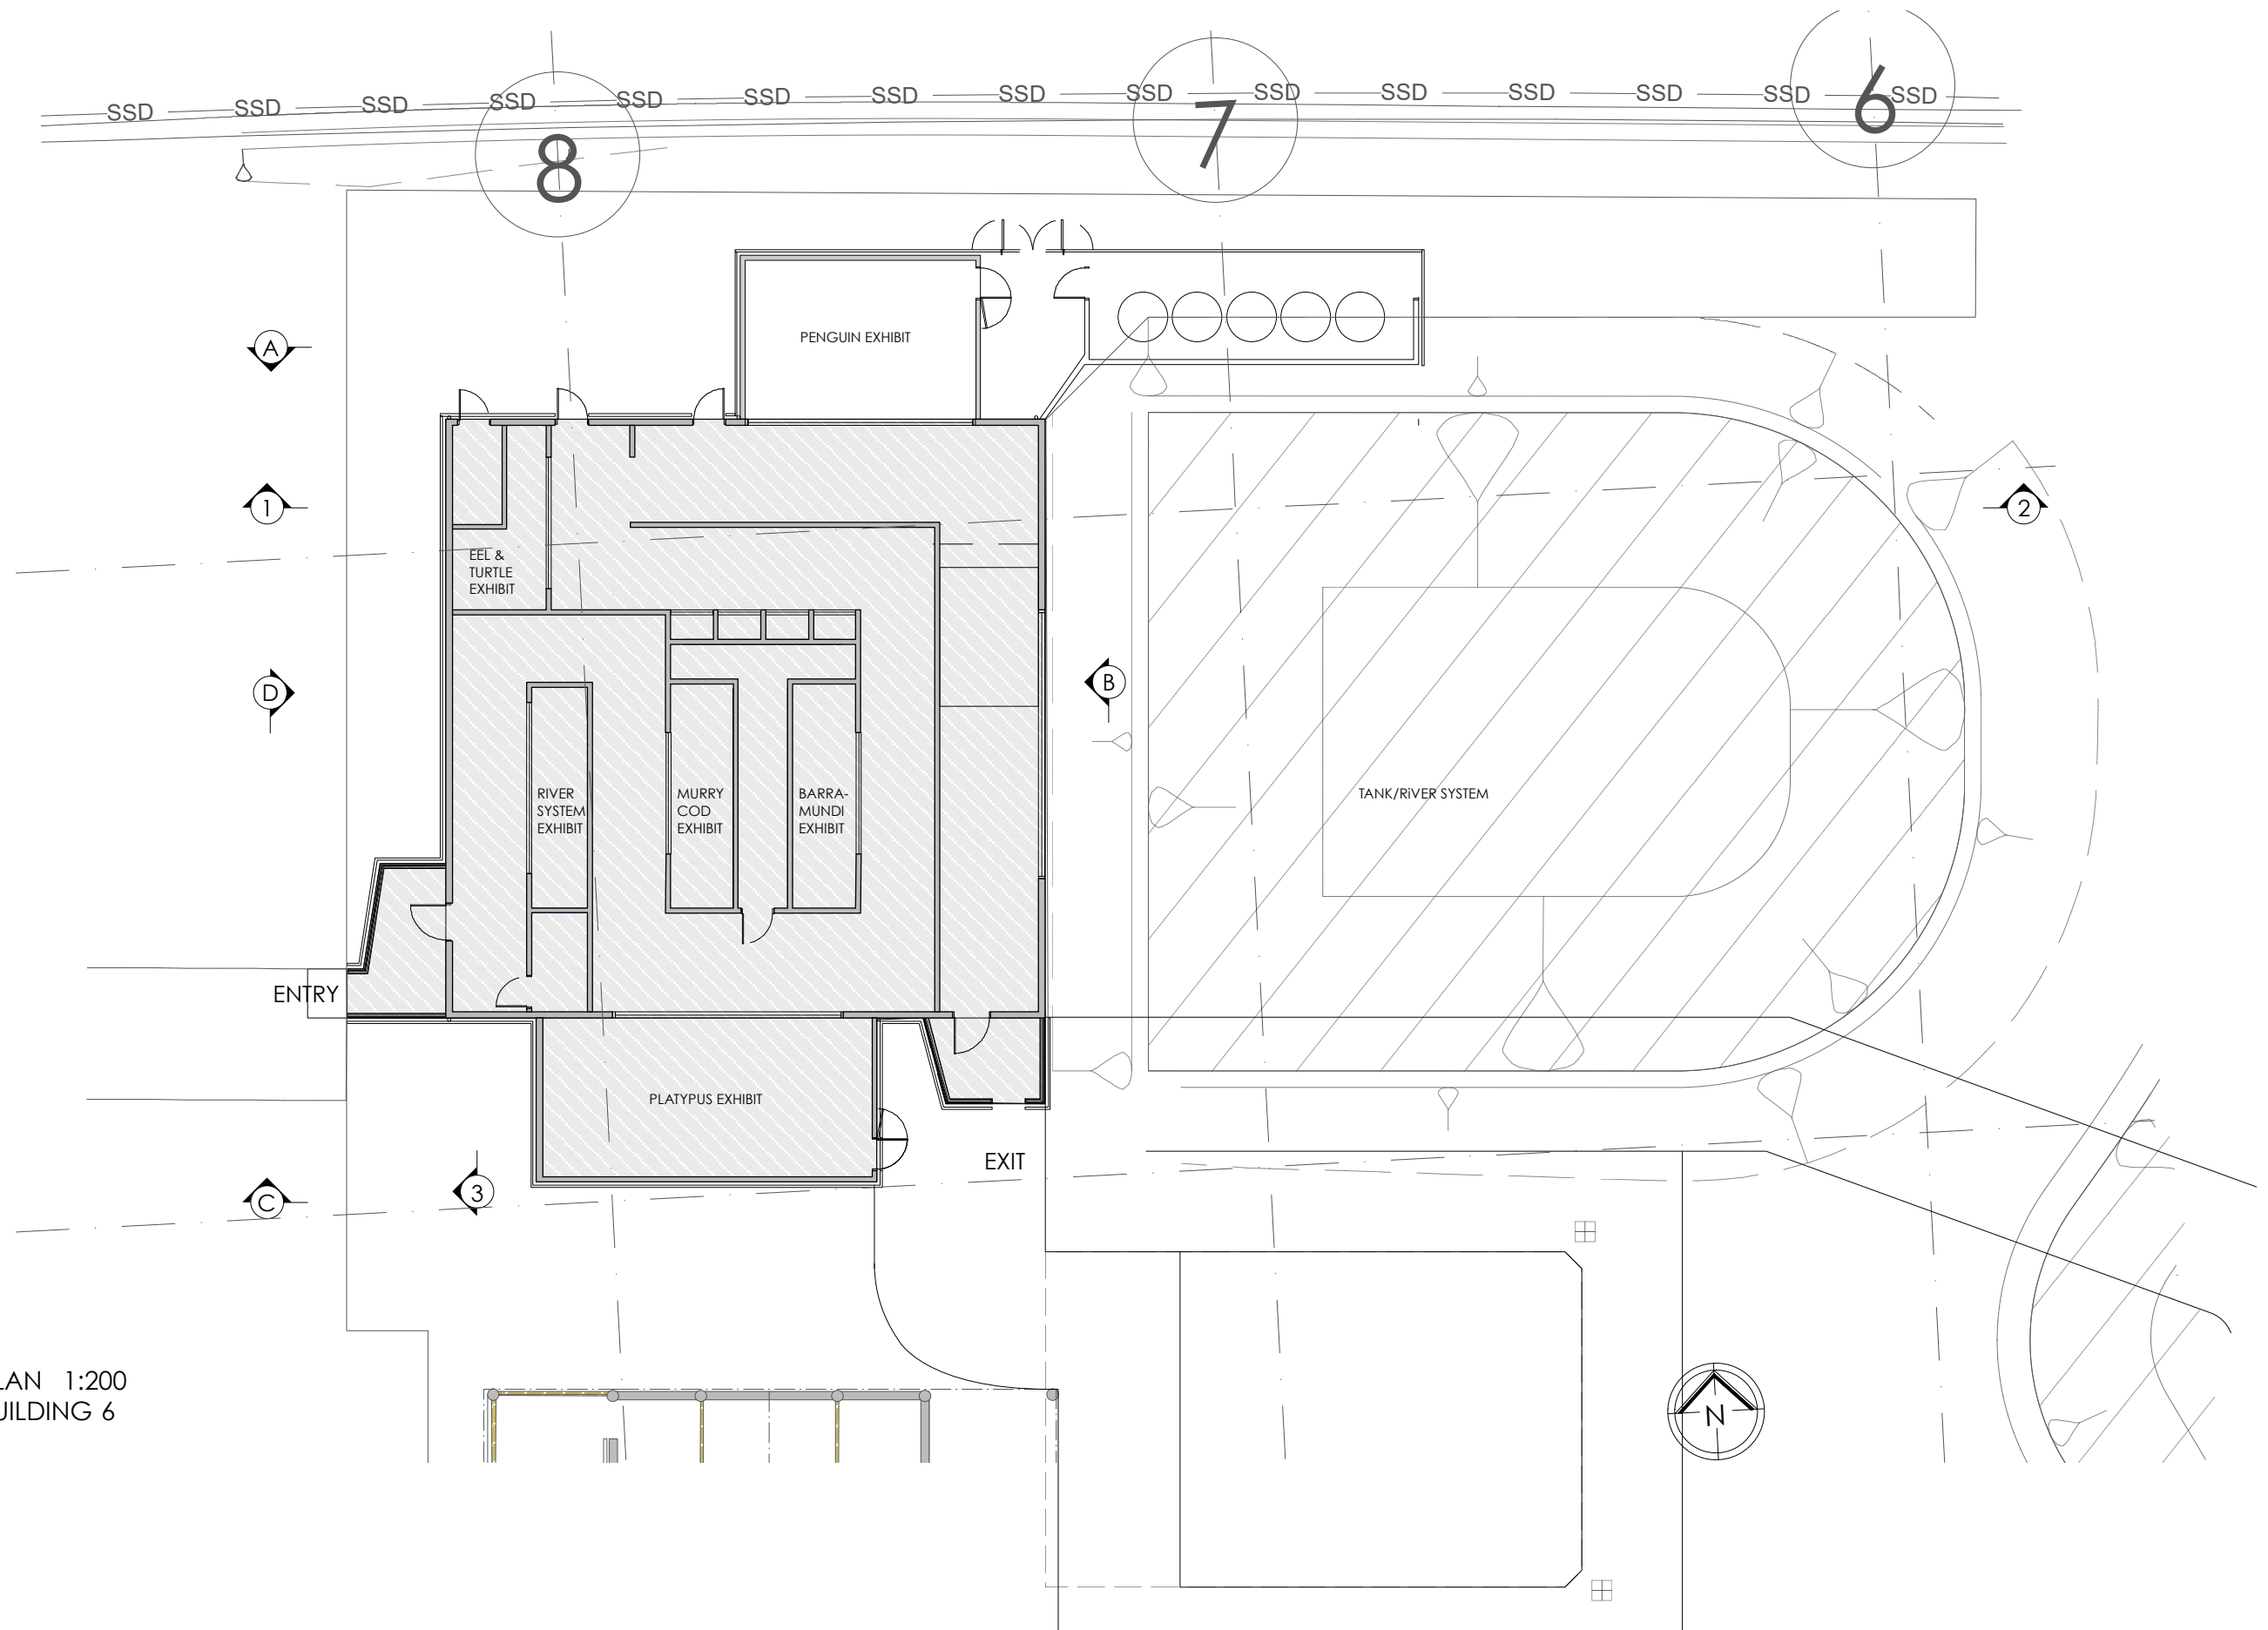 SSD SSD SSD SSD SSD SSD SSD SSD SSD SSD SSD SSD SSD SSD SSD
8
7
6
PENGUIN EXHIBIT
A
1
2
EEL &
TURTLE
EXHIBIT
D
B
RIVER
SYSTEM
EXHIBIT
MURRY
COD
EXHIBIT
BARRA-
MUNDI
EXHIBIT
TANK/RiVER SYSTEM
ENTRY
PLATYPUS EXHIBIT
EXIT
C
3
LAN 1:200
UILDING 6
N